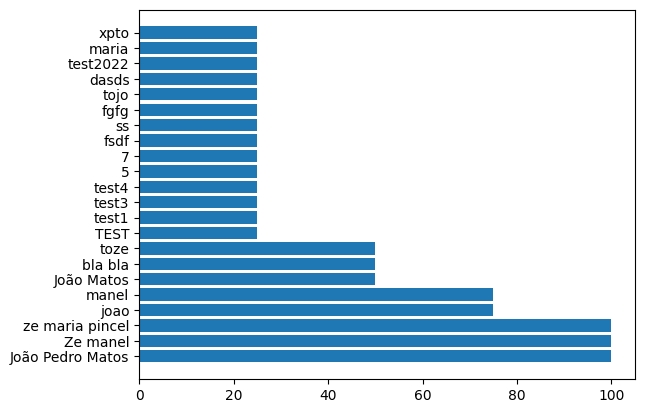 xpto
maria
test2022
dasds
tojo
fgfg
ss
fsdf
7
5
test4
test3
test1
TEST
toze
bla bla
João Matos
manel
joao
ze maria pincel
Ze manel
João Pedro Matos
0 20 40 60 80 100